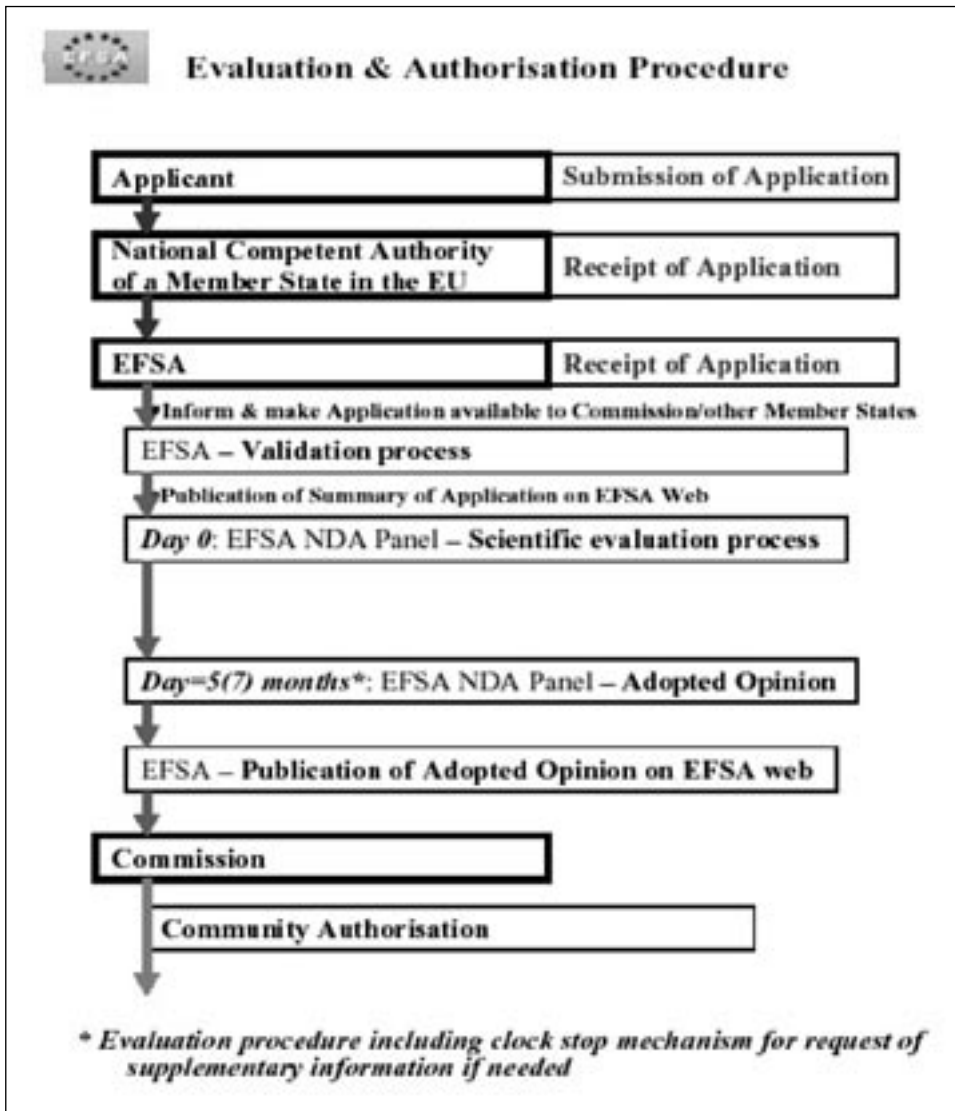 EFSA
Evaluation & Authorisation Procedure
Applicant
Submission of Application
National Competent Authority
of a Member State in the EU
Receipt of Application
EFSA
Receipt of Application
Inform & make Application available to Commission/other Member States
EFSA – Validation process
Publication of Summary of Application on EFSA Web
Day 0: EFSA NDA Panel – Scientific evaluation process
Day=5(7) months*: EFSA NDA Panel – Adopted Opinion
EFSA – Publication of Adopted Opinion on EFSA web
Commission
Community Authorisation
* Evaluation procedure including clock stop mechanism for request of
supplementary information if needed